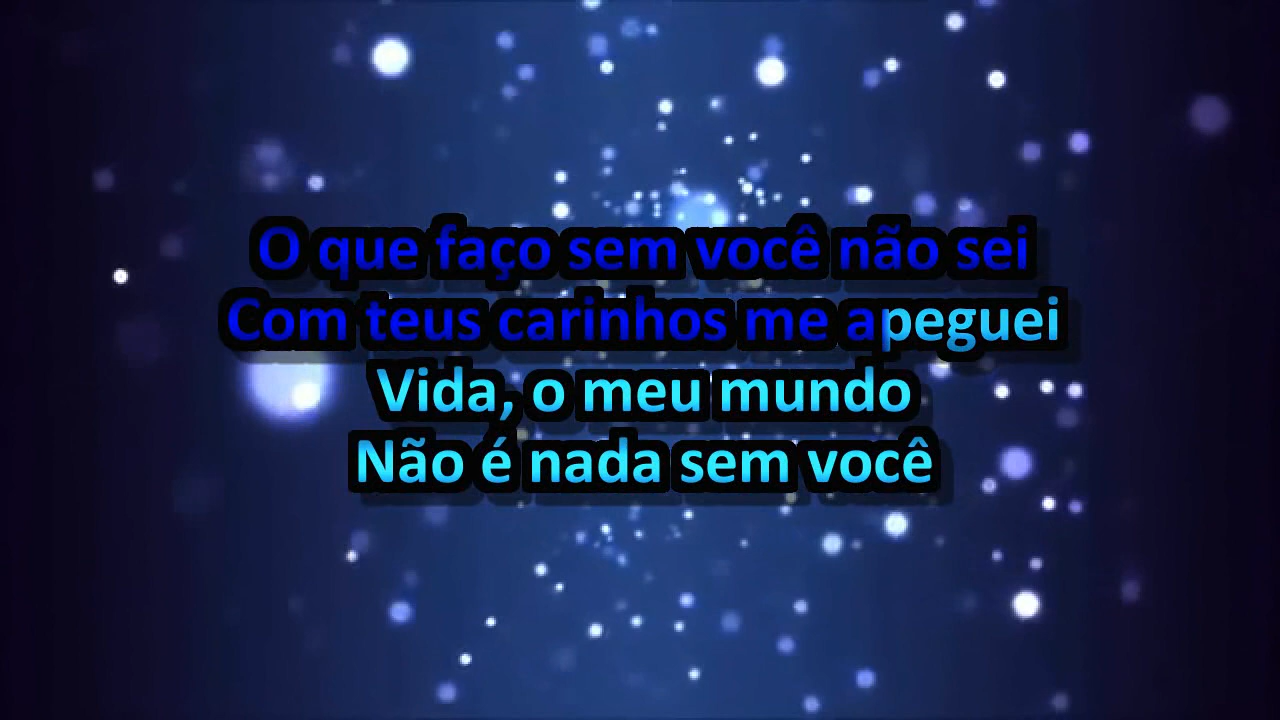 O que faço sem você não sei
Com teus carinhos me apeguei
Vida, o meu mundo
Não é nada sem você